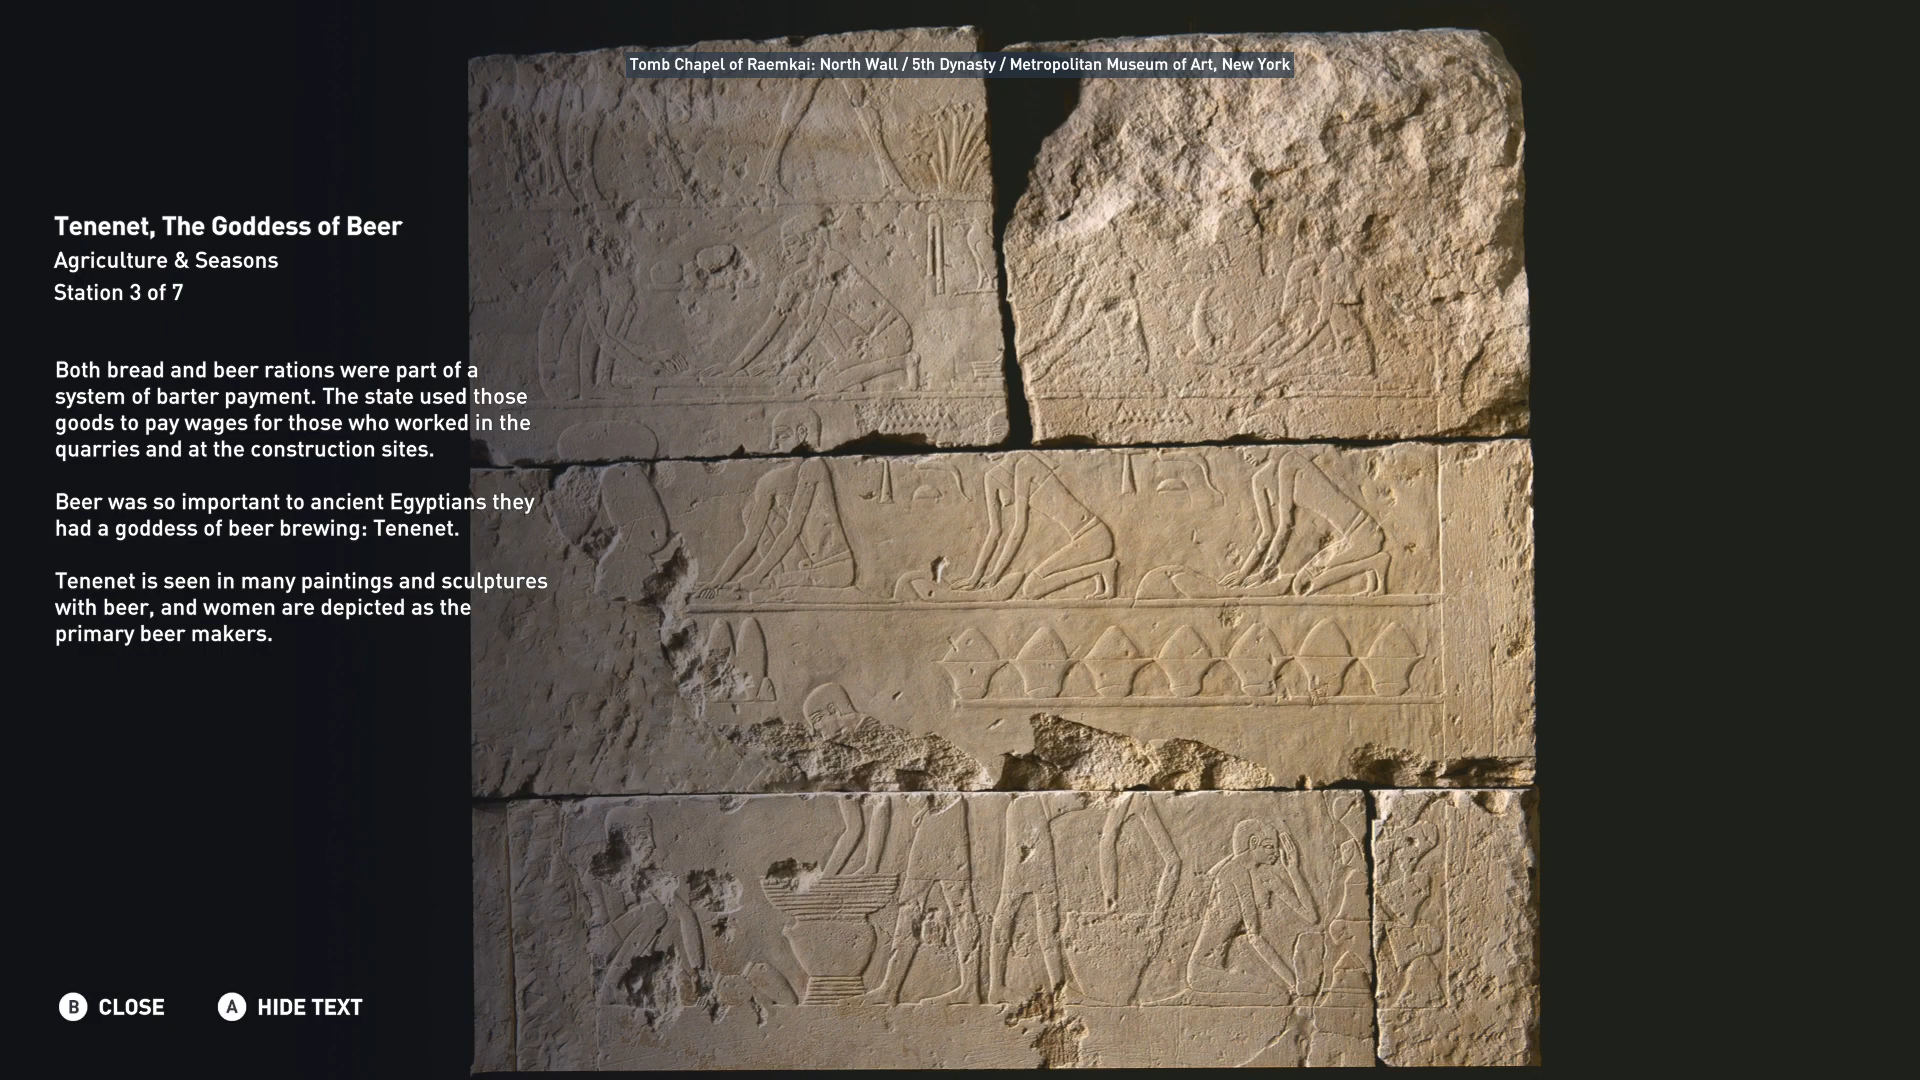 Tomb Chapel of Raemkai: North Wall / 5th Dynasty / Metropolitan Museum of Art, New York
Tenenet, The Goddess of Beer
Agriculture & Seasons
Station 3 of 7
Both bread and beer rations were part of a
system of barter payment. The state used those
goods to pay wages for those who worked in the
quarries and at the construction sites.
Beer was so important to ancient Egyptians they
had a goddess of beer brewing: Tenenet.
Tenenet is seen in many paintings and sculptures
with beer, and women are depicted as the
primary beer makers.
B CLOSE A HIDE TEXT